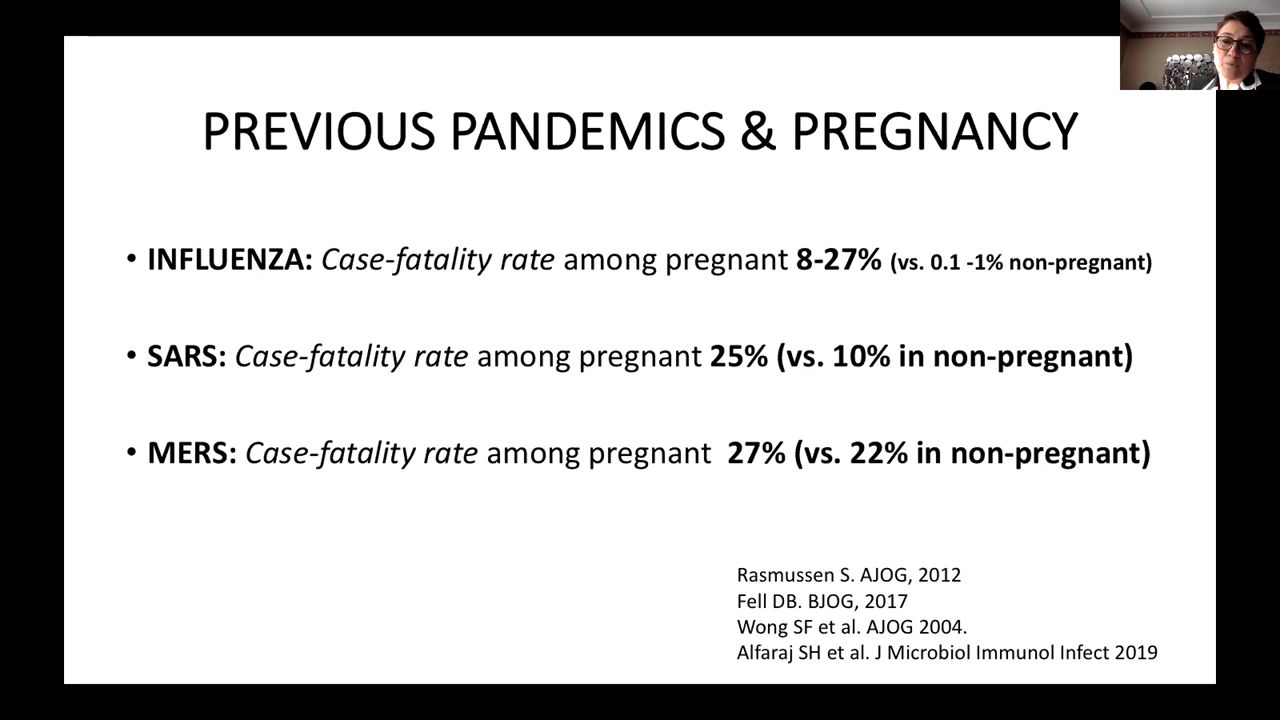 PREVIOUS PANDEMICS & PREGNANCY
• INFLUENZA: Case-fatality rate among pregnant 8-27% (vs. 0.1 -1% non-pregnant)
• SARS: Case-fatality rate among pregnant 25% (vs. 10% in non-pregnant)
• MERS: Case-fatality rate among pregnant 27% (vs. 22% in non-pregnant)
Rasmussen S. AJOG, 2012
Fell DB. BJOG, 2017
Wong SF et al. AJOG 2004.
Alfaraj SH et al. J Microbiol Immunol Infect 2019